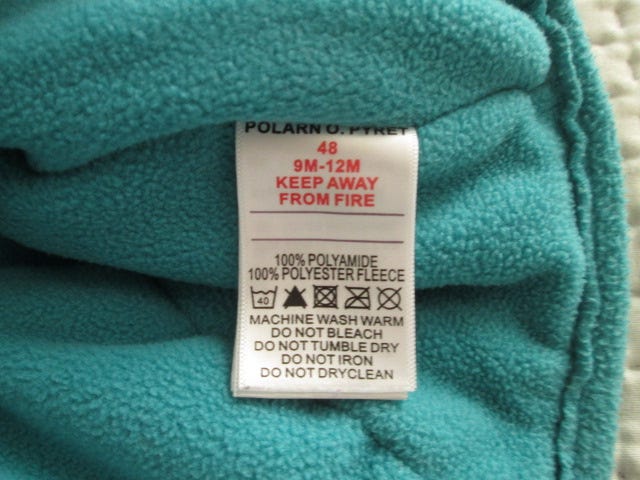 POLARN O. PYRET
48
9M-12M
KEEP AWAY
FROM FIRE
100% POLYAMIDE
100% POLYESTER FLEECE
40
MACHINE WASH WARM
DO NOT BLEACH
DO NOT TUMBLE DRY
DO NOT IRON
DO NOT DRYCLEAN